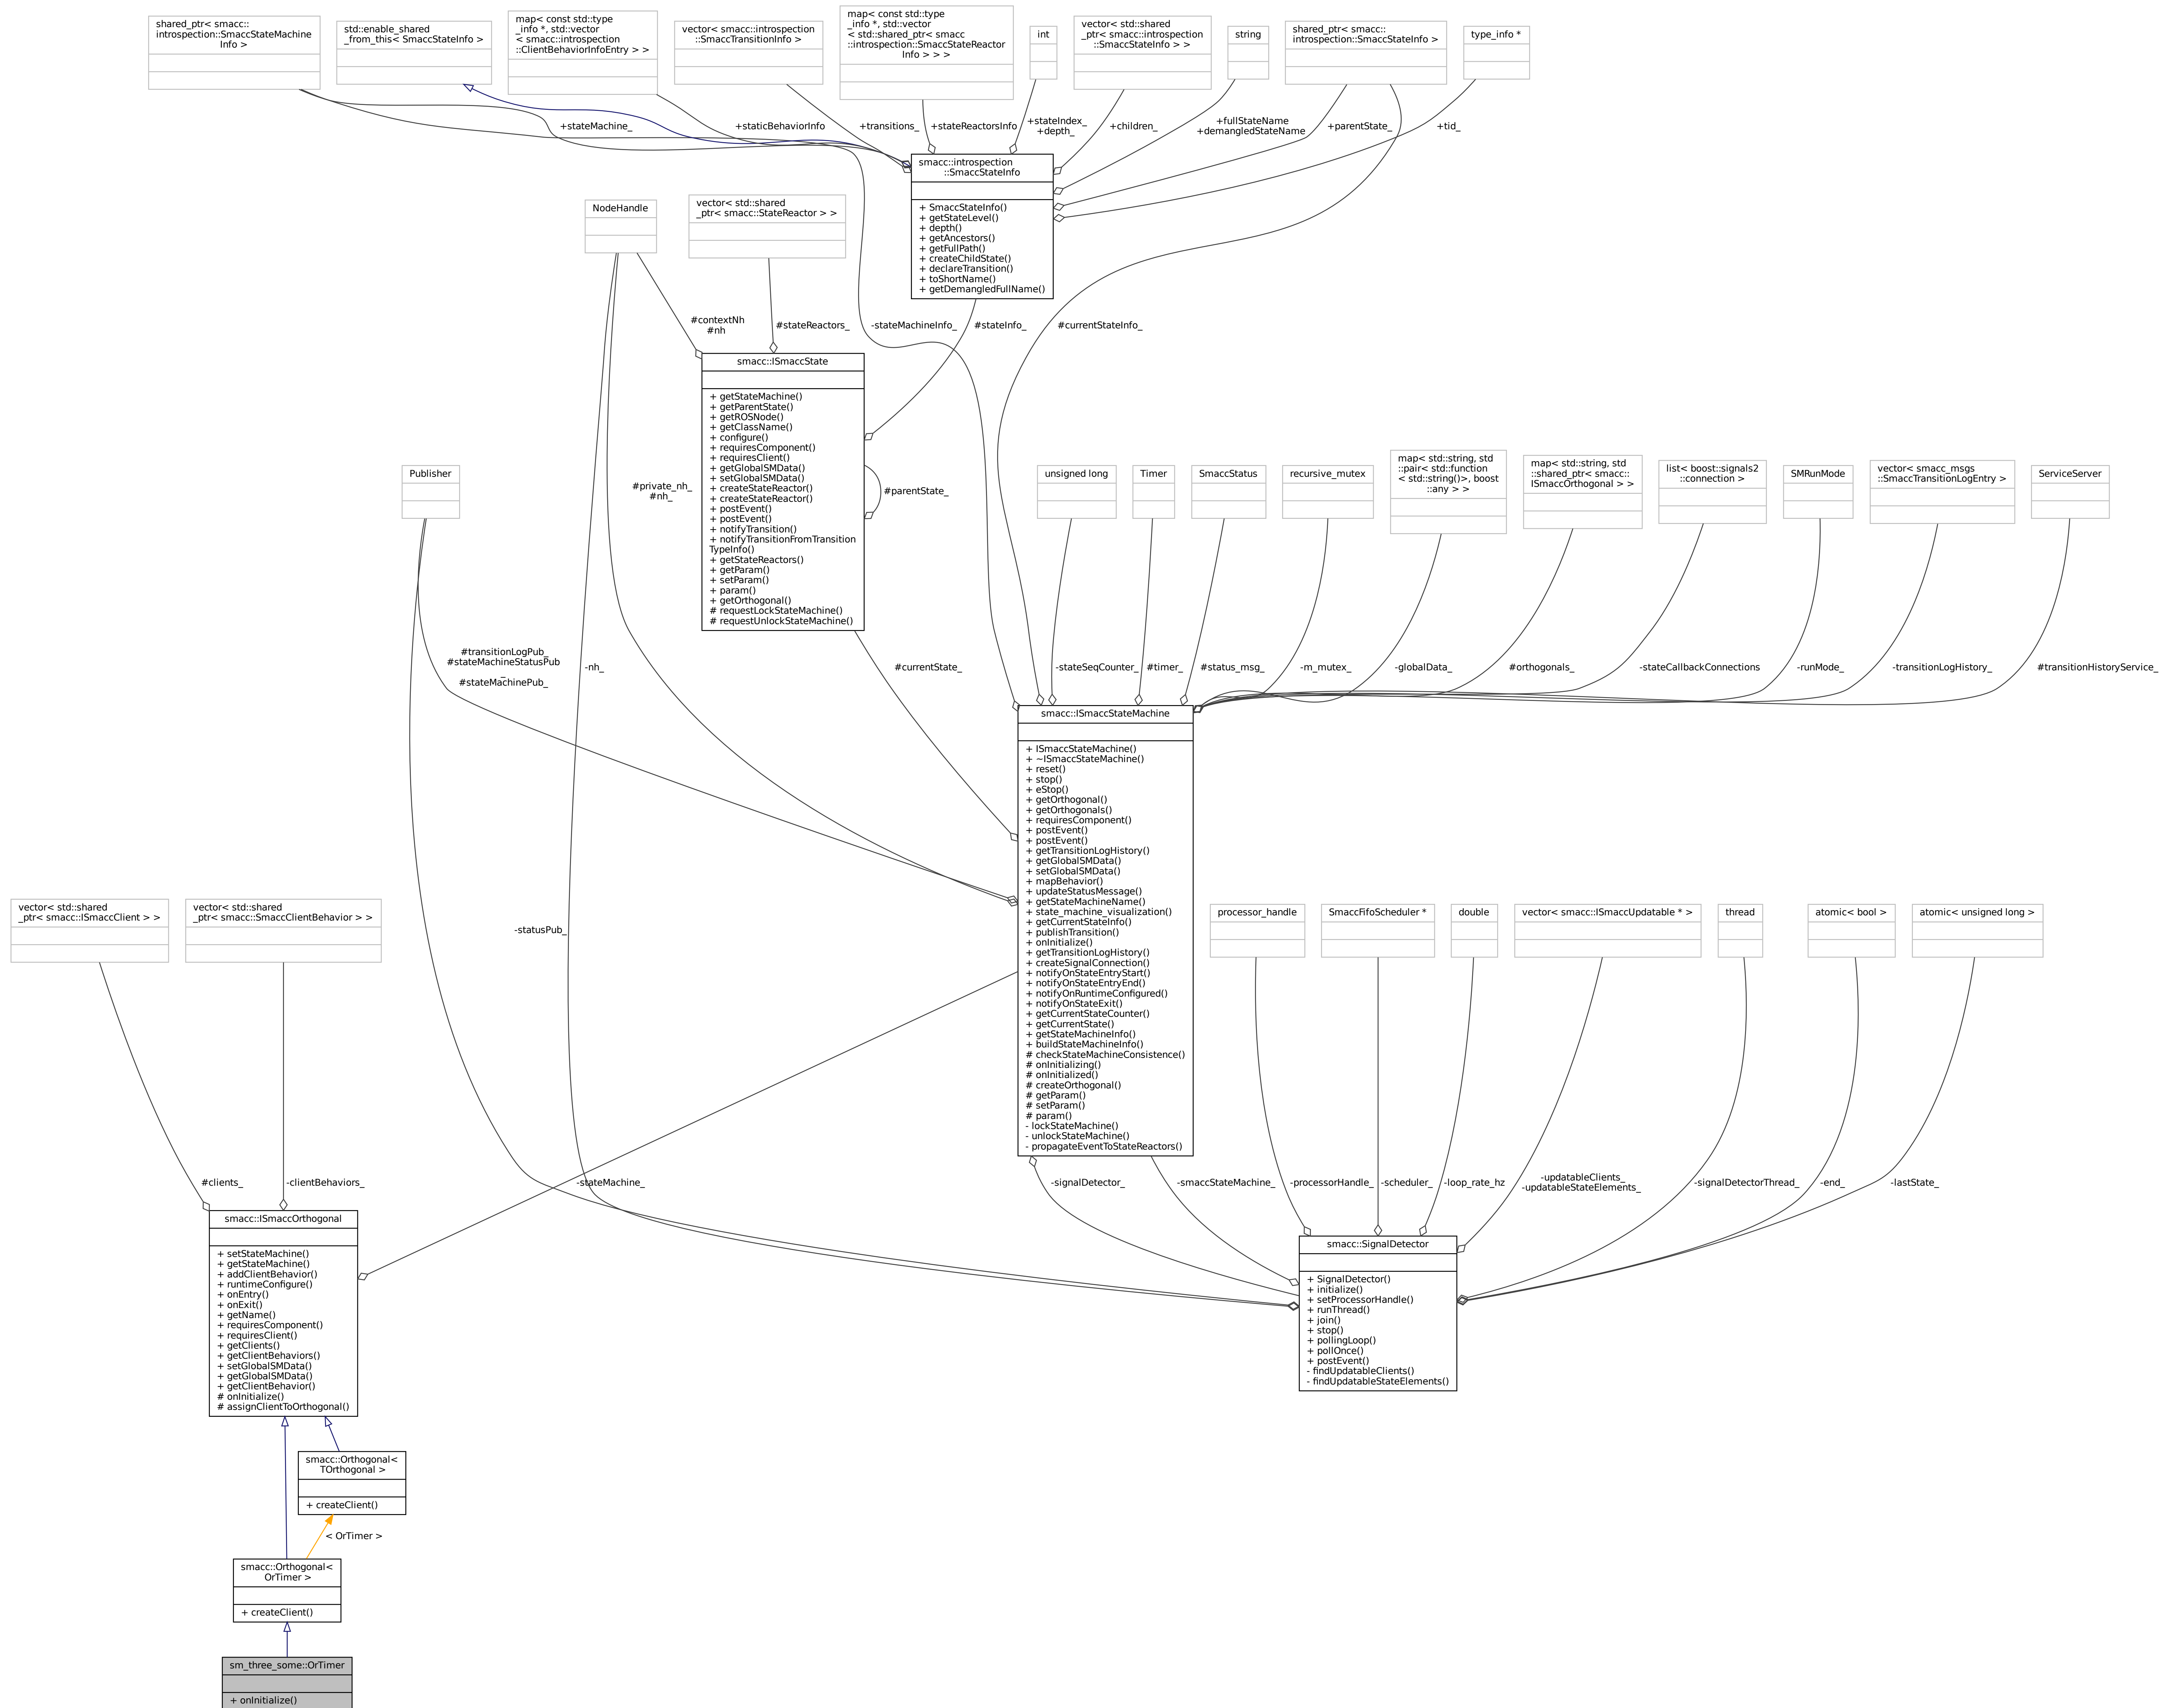 shared_ptr< smacc::
introspection::SmaccStateMachine
Info >
std::enable_shared
_from_this< SmaccStateInfo >
map< const std::type
_info *, std::vector
< smacc::introspection
::ClientBehaviorInfoEntry > >
vector< smacc::introspection
::SmaccTransitionInfo >
map< const std::type
_info *, std::vector
< std::shared_ptr< smacc
::introspection::SmaccStateReactor
Info > > >
int
vector< std::shared
_ptr< smacc::introspection
::SmaccStateInfo > >
string
shared_ptr< smacc::
introspection::SmaccStateInfo >
type_info *
+stateMachine_
+staticBehaviorInfo
+transitions_
+stateReactorsInfo
+stateIndex_
+depth_
+children_
+fullStateName
+demangledStateName
+parentState_
+tid_
smacc::introspection
::SmaccStateInfo
+ SmaccStateInfo()
+ getStateLevel()
+ depth()
+ getAncestors()
+ getFullPath()
+ createChildState()
+ declareTransition()
+ toShortName()
+ getDemangledFullName()
NodeHandle
vector< std::shared
_ptr< smacc::StateReactor > >
#contextNh
#nh
#stateReactors_
-stateMachineInfo_
#stateInfo_
#currentStateInfo_
smacc::ISmaccState
+ getStateMachine()
+ getParentState()
+ getROSNode()
+ getClassName()
+ configure()
+ requiresComponent()
+ requiresClient()
+ getGlobalSMData()
+ setGlobalSMData()
+ createStateReactor()
+ createStateReactor()
+ postEvent()
+ postEvent()
+ notifyTransition()
+ notifyTransitionFromTransition
TypeInfo()
+ getStateReactors()
+ getParam()
+ setParam()
+ param()
+ getOrthogonal()
# requestLockStateMachine()
# requestUnlockStateMachine()
#parentState_
#private_nh_
#nh_
Publisher
unsigned long
Timer
SmaccStatus
recursive_mutex
map< std::string, std
::pair< std::function
< std::string()>, boost
::any > >
map< std::string, std
::shared_ptr< smacc::
ISmaccOrthogonal > >
list< boost::signals2
::connection >
SMRunMode
vector< smacc_msgs
::SmaccTransitionLogEntry >
ServiceServer
#transitionLogPub_
#stateMachineStatusPub
_
#stateMachinePub_
-nh_
#currentState_
-stateSeqCounter_
#timer_
#status_msg_
-m_mutex_
-globalData_
#orthogonals_
-stateCallbackConnections
-runMode_
-transitionLogHistory_
#transitionHistoryService_
smacc::ISmaccStateMachine
+ ISmaccStateMachine()
+ ~ISmaccStateMachine()
+ reset()
+ stop()
+ eStop()
+ getOrthogonal()
+ getOrthogonals()
+ requiresComponent()
+ postEvent()
+ postEvent()
+ getTransitionLogHistory()
+ getGlobalSMData()
+ setGlobalSMData()
+ mapBehavior()
+ updateStatusMessage()
+ getStateMachineName()
+ state_machine_visualization()
+ getCurrentStateInfo()
+ publishTransition()
+ onInitialize()
+ getTransitionLogHistory()
+ createSignalConnection()
+ notifyOnStateEntryStart()
+ notifyOnStateEntryEnd()
+ notifyOnRuntimeConfigured()
+ notifyOnStateExit()
+ getCurrentStateCounter()
+ getCurrentState()
+ getStateMachineInfo()
+ buildStateMachineInfo()
# checkStateMachineConsistence()
# onInitializing()
# onInitialized()
# createOrthogonal()
# getParam()
# setParam()
# param()
- lockStateMachine()
- unlockStateMachine()
- propagateEventToStateReactors()
vector< std::shared
_ptr< smacc::ISmaccClient > >
vector< std::shared
_ptr< smacc::SmaccClientBehavior > >
-statusPub_
processor_handle
SmaccFifoScheduler *
double
vector< smacc::ISmaccUpdatable * >
thread
atomic< bool >
atomic< unsigned long >
#clients_
-clientBehaviors_
-stateMachine_
-signalDetector_
-smaccStateMachine_
-processorHandle_
-scheduler_
-loop_rate_hz
-updatableClients_
-updatableStateElements_
-signalDetectorThread_
-end_
-lastState_
smacc::ISmaccOrthogonal
+ setStateMachine()
+ getStateMachine()
+ addClientBehavior()
+ runtimeConfigure()
+ onEntry()
+ onExit()
+ getName()
+ requiresComponent()
+ requiresClient()
+ getClients()
+ getClientBehaviors()
+ setGlobalSMData()
+ getGlobalSMData()
+ getClientBehavior()
# onInitialize()
# assignClientToOrthogonal()
smacc::SignalDetector
+ SignalDetector()
+ initialize()
+ setProcessorHandle()
+ runThread()
+ join()
+ stop()
+ pollingLoop()
+ pollOnce()
+ postEvent()
- findUpdatableClients()
- findUpdatableStateElements()
smacc::Orthogonal<
TOrthogonal >
+ createClient()
< OrTimer >
smacc::Orthogonal<
OrTimer >
+ createClient()
sm_three_some::OrTimer
+ onInitialize()